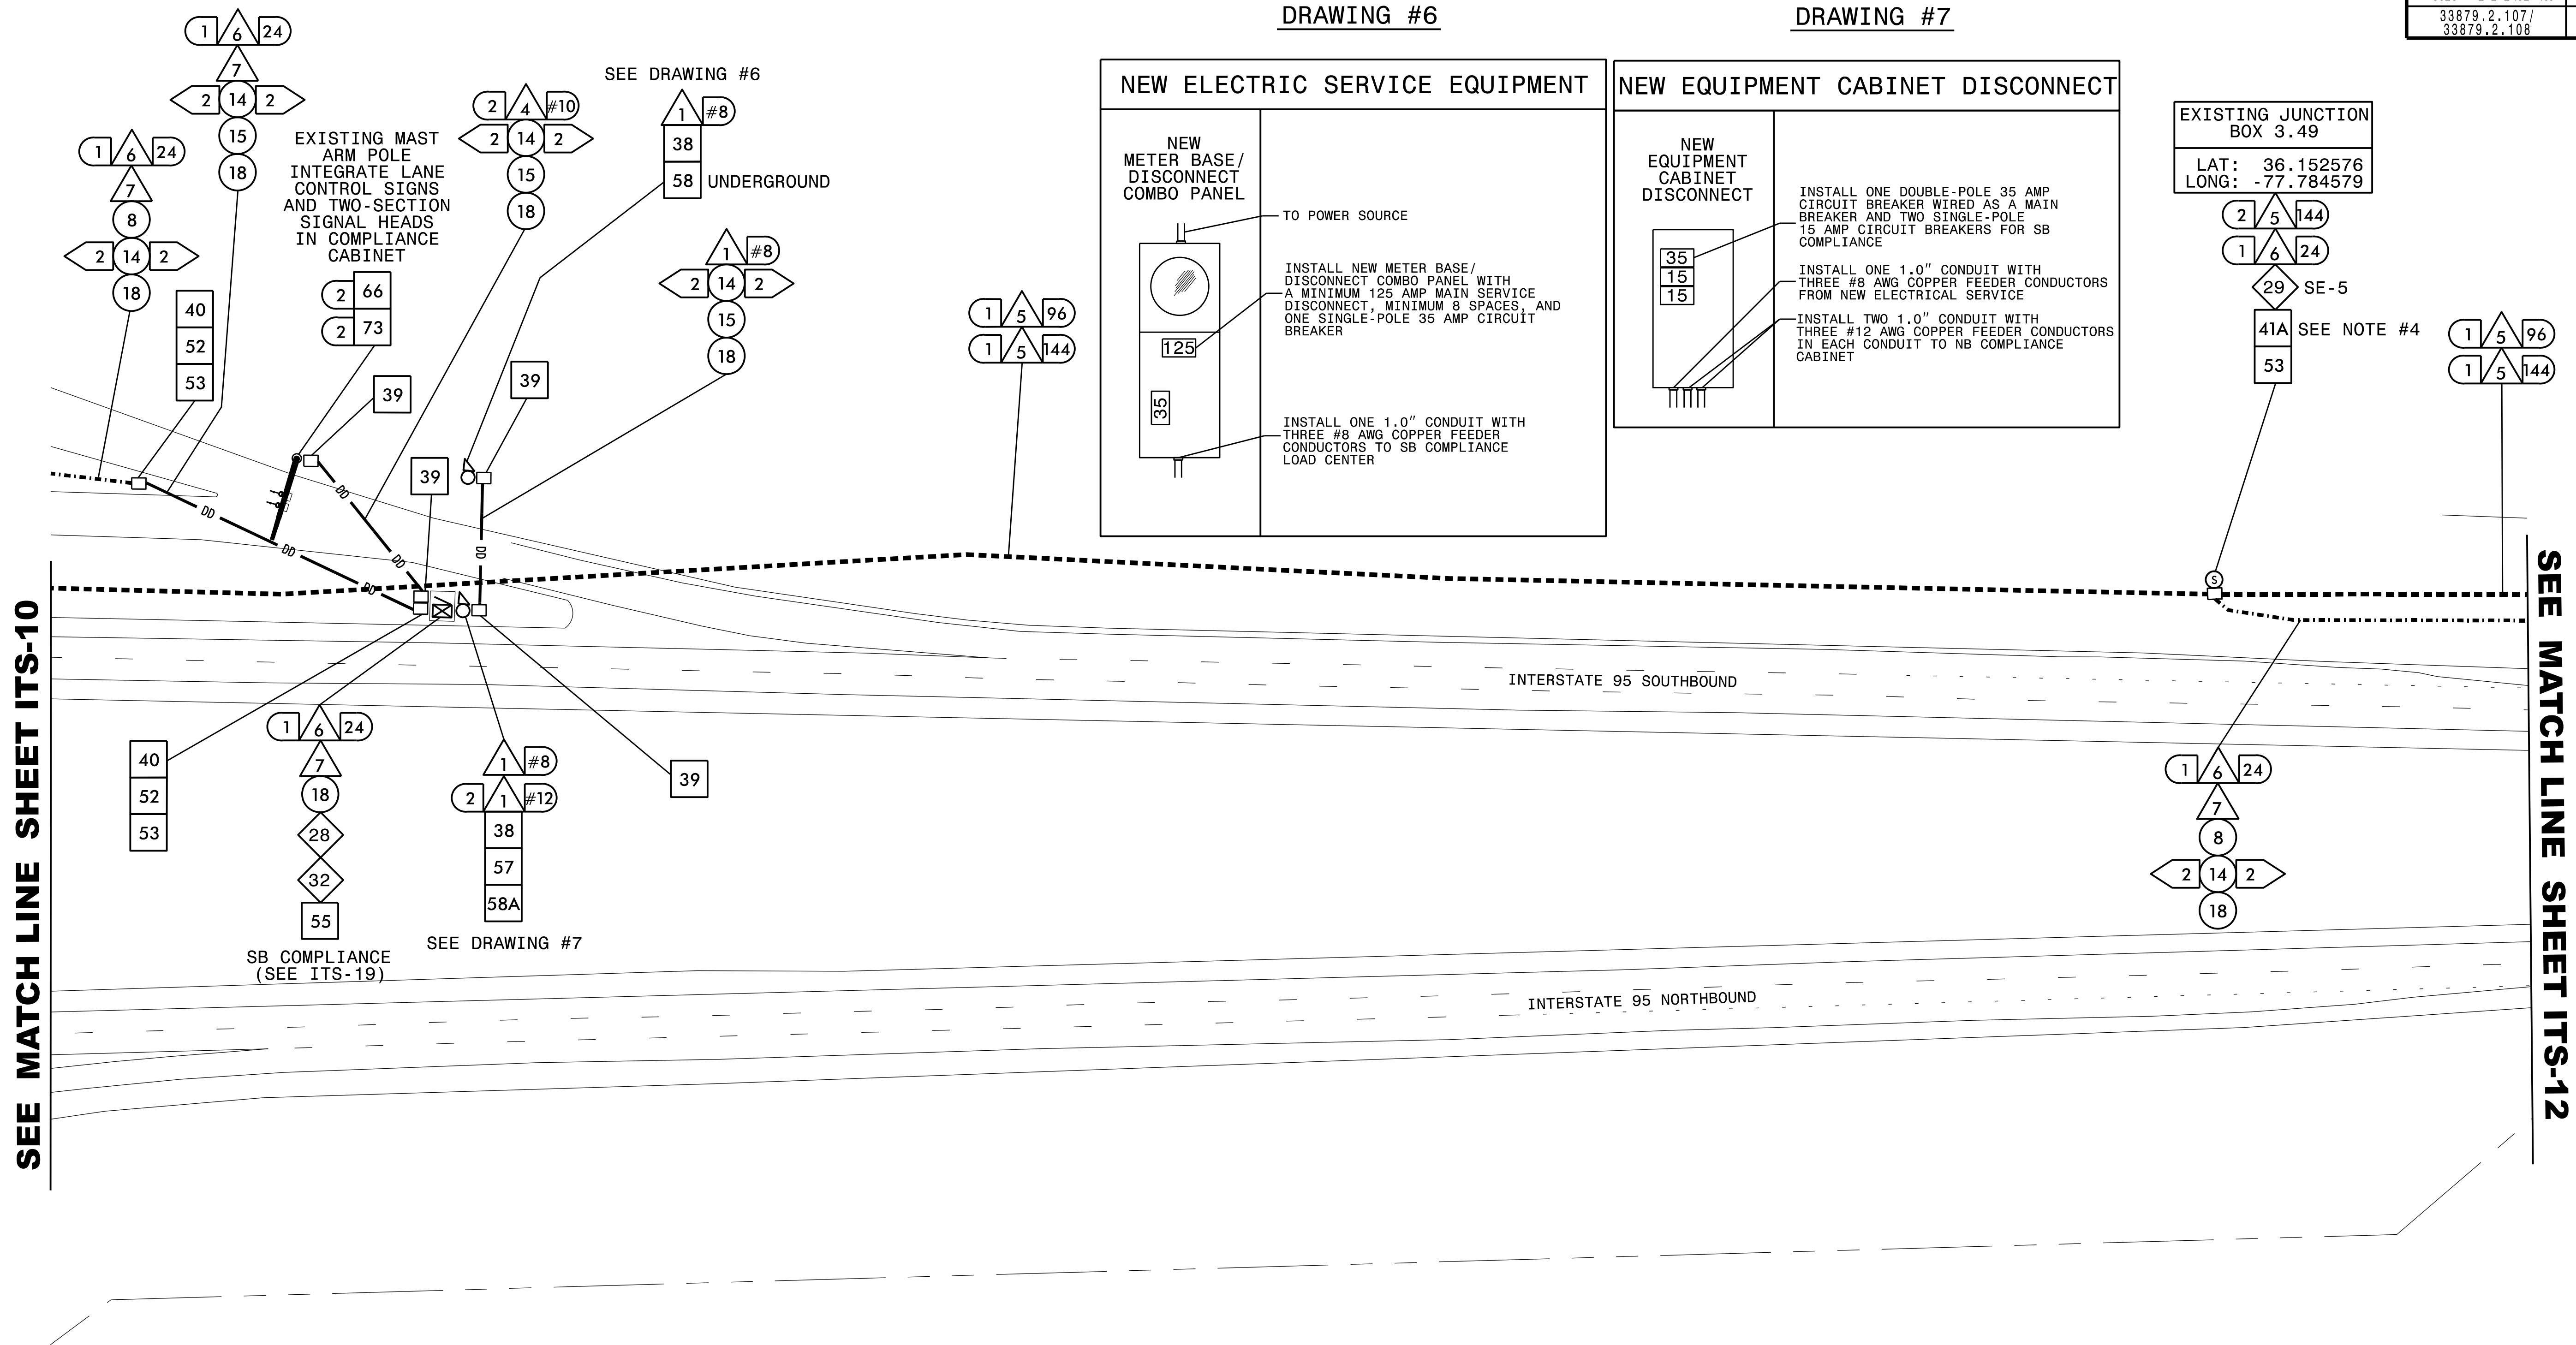 DRAWING #6
DRAWING #7
33879.2.107/
33879.2.108
1 6 24
7
2 14 2
15
18
1 6 24
7
8
2 14 2
18
EXISTING MAST
ARM POLE
INTEGRATE LANE
CONTROL SIGNS
AND TWO-SECTION
SIGNAL HEADS
IN COMPLIANCE
CABINET
2 66
2 73
40
52
53
39
2 4 #10
2 14 2
15
18
SEE DRAWING #6
1 #8
38
58 UNDERGROUND
1 #8
2 14 2
15
18
39
39
1 5 96
1 5 144
NEW ELECTRIC SERVICE EQUIPMENT
NEW
METER BASE/
DISCONNECT
COMBO PANEL
125
35
TO POWER SOURCE
INSTALL NEW METER BASE/
DISCONNECT COMBO PANEL WITH
A MINIMUM 125 AMP MAIN SERVICE
DISCONNECT, MINIMUM 8 SPACES, AND
ONE SINGLE-POLE 35 AMP CIRCUIT
BREAKER
INSTALL ONE 1.0" CONDUIT WITH
THREE #8 AWG COPPER FEEDER
CONDUCTORS TO SB COMPLIANCE
LOAD CENTER
NEW EQUIPMENT CABINET DISCONNECT
NEW
EQUIPMENT
CABINET
DISCONNECT
35
15
15
INSTALL ONE DOUBLE-POLE 35 AMP
CIRCUIT BREAKER WIRED AS A MAIN
BREAKER AND TWO SINGLE-POLE
15 AMP CIRCUIT BREAKERS FOR SB
COMPLIANCE
INSTALL ONE 1.0" CONDUIT WITH
THREE #8 AWG COPPER FEEDER CONDUCTORS
FROM NEW ELECTRICAL SERVICE
INSTALL TWO 1.0" CONDUIT WITH
THREE #12 AWG COPPER FEEDER CONDUCTORS
IN EACH CONDUIT TO NB COMPLIANCE
CABINET
EXISTING JUNCTION
BOX 3.49
LAT: 36.152576
LONG: -77.784579
2 5 144
1 6 24
29 SE-5
41A SEE NOTE #4
53
1 5 96
1 5 144
DD
DD
DD
DD
DD
DD
S
SEE MATCH LINE SHEET ITS-10
SEE MATCH LINE SHEET ITS-12
INTERSTATE 95 SOUTHBOUND
40
52
53
1 6 24
7
18
28
32
55
SB COMPLIANCE
(SEE ITS-19)
1 #8
2 1 #12
38
57
58A
SEE DRAWING #7
39
1 6 24
7
8
2 14 2
18
INTERSTATE 95 NORTHBOUND